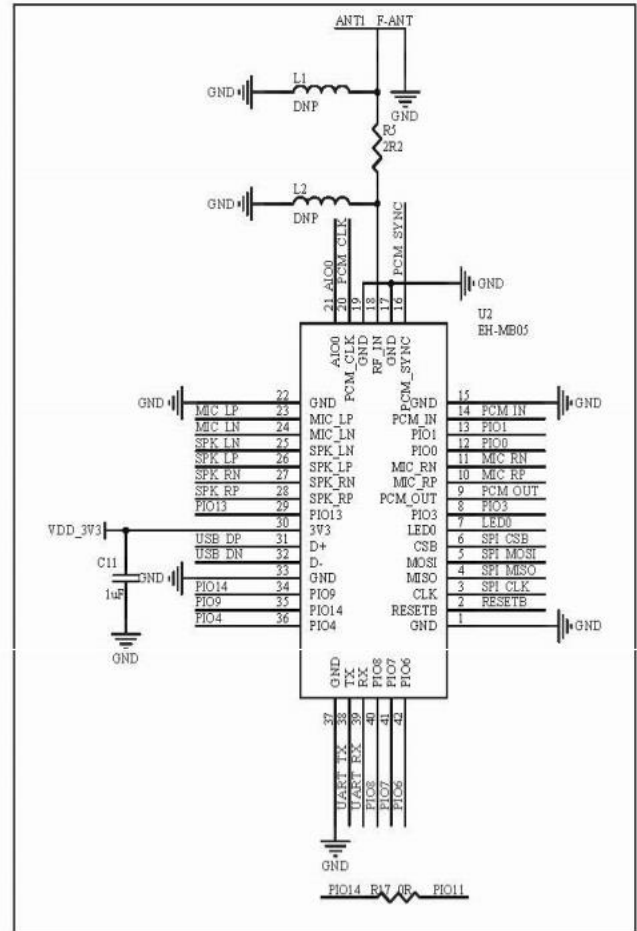 ANT1 F-ANT
GND L1
DNP
GND
R5
2R2
GND L2
DNP
21 AIO0
20 PCM_CLK
19
18
17
16 PCM_SYNC
GND
U2
EH-MB05
AIO0
PCM_CLK
GND
RF_IN
GND
PCM_SYNC
GND 22 GND
MIC_LP 23 MIC_LP
MIC_LN 24 MIC_LN
SPK_LN 25 SPK_LN
SPK_LP 26 SPK_LP
SPK_RN 27 SPK_RN
SPK_RP 28 SPK_RP
PIO13 29 PIO13
VDD_3V3 30 3V3
USB_DP 31 D+
USB_DN 32 D-
GND 33 GND
PIO14 34 PIO9
PIO9 35 PIO14
PIO4 36 PIO4
C11
1uF
GND
GND 15 GND
PCM_IN 14 PCM_IN
PIO1 13 PIO1
PIO0 12 PIO0
MIC_RN 11 MIC_RN
MIC_RP 10 MIC_RP
PCM_OUT 9 PCM_OUT
PIO3 8 PIO3
LED0 7 LED0
CSB 6 SPI_CSB
MOSI 5 SPI_MOSI
MISO 4 SPI_MISO
CLK 3 SPI_CLK
RESETB 2 RESETB
GND 1 GND
GND
TX
RX
PIO8
PIO7
PIO6
37
38 UART_TX
39 UART_RX
40 PIO8
41 PIO7
42 PIO6
GND
PIO14 R17 0R PIO11